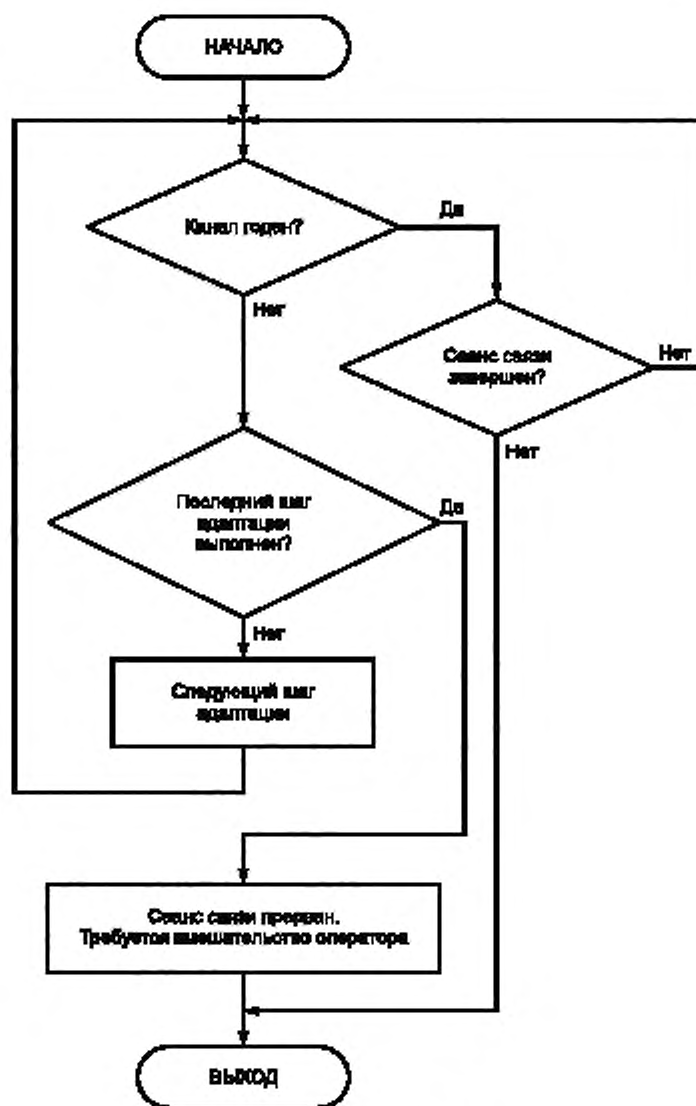 НАЧАЛО
Канал годен?
Да
Нет
Сеанс связи
завершен?
Нет
Нет
Последний шаг
адаптации
выполнен?
Да
Нет
Следующий шаг
адаптации
Сеанс связи прерван.
Требуется вмешательство оператора
ВЫХОД